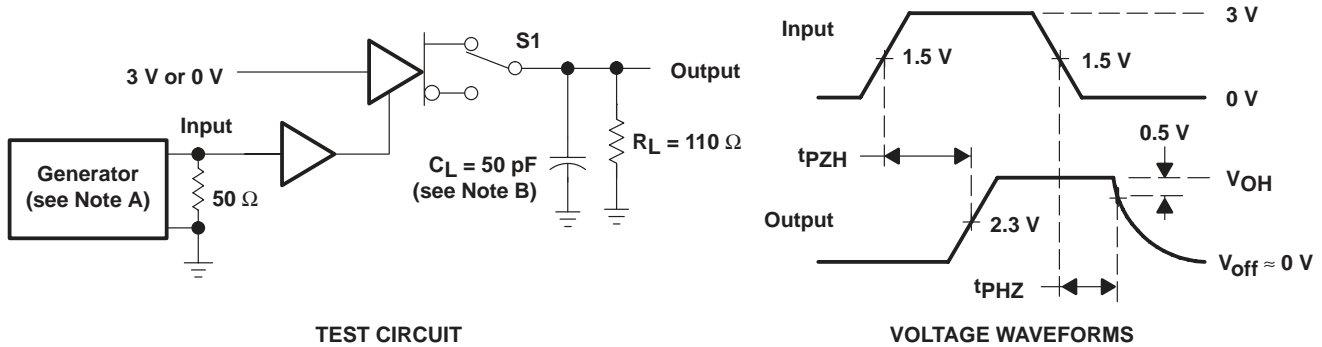 S1
3 V or 0 V
Output
Input
Generator
(see Note A)
50 Ω
CL = 50 pF
(see Note B)
RL = 110 Ω
TEST CIRCUIT
Input
3 V
1.5 V
1.5 V
0 V
0.5 V
tPZH
VOH
Output
2.3 V
Voff ≈ 0 V
tPHZ
VOLTAGE WAVEFORMS